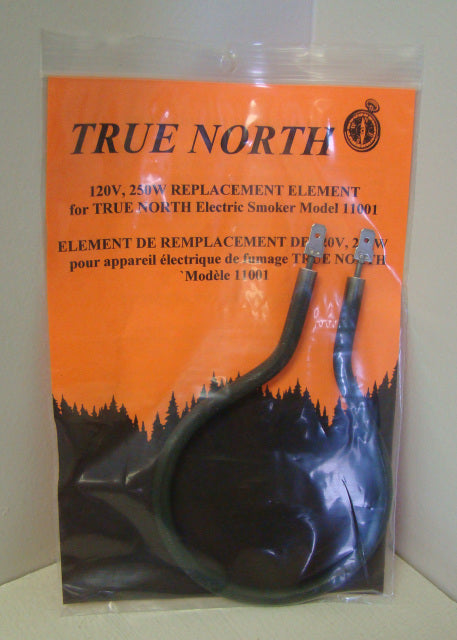 TRUE NORTH
120V, 250W REPLACEMENT ELEMENT
for TRUE NORTH Electric Smoker Model 11001
ELEMENT DE REMPLACEMENT DE
pour appareil électrique de fumage TRUE NORTH
`Modèle 11001